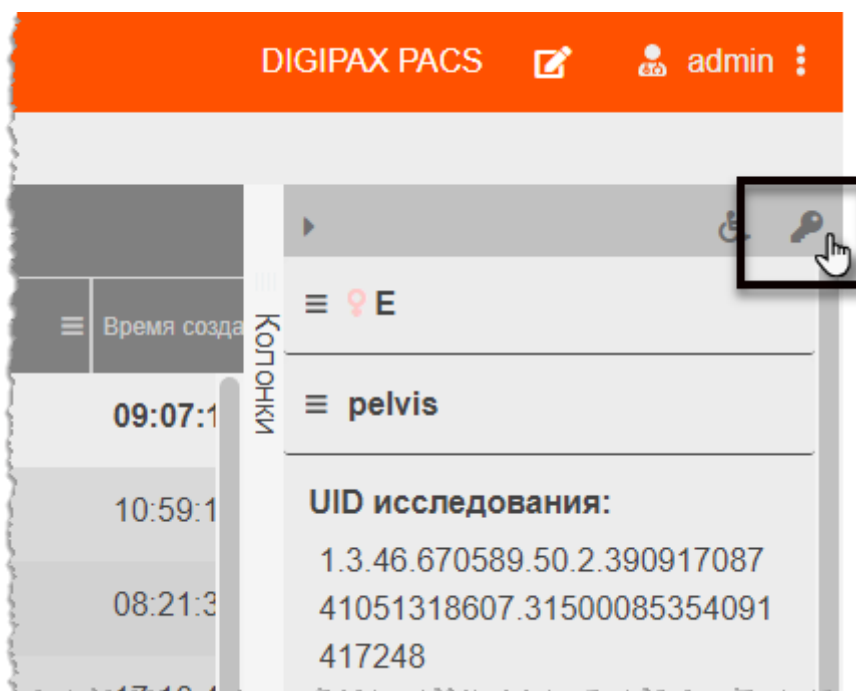 DIGIPAX PACS
admin
Время созда
Колонки
E
09:07:1
pelvis
10:59:1
UID исследования:
1.3.46.670589.50.2.390917087
08:21:3
41051318607.31500085354091
417248